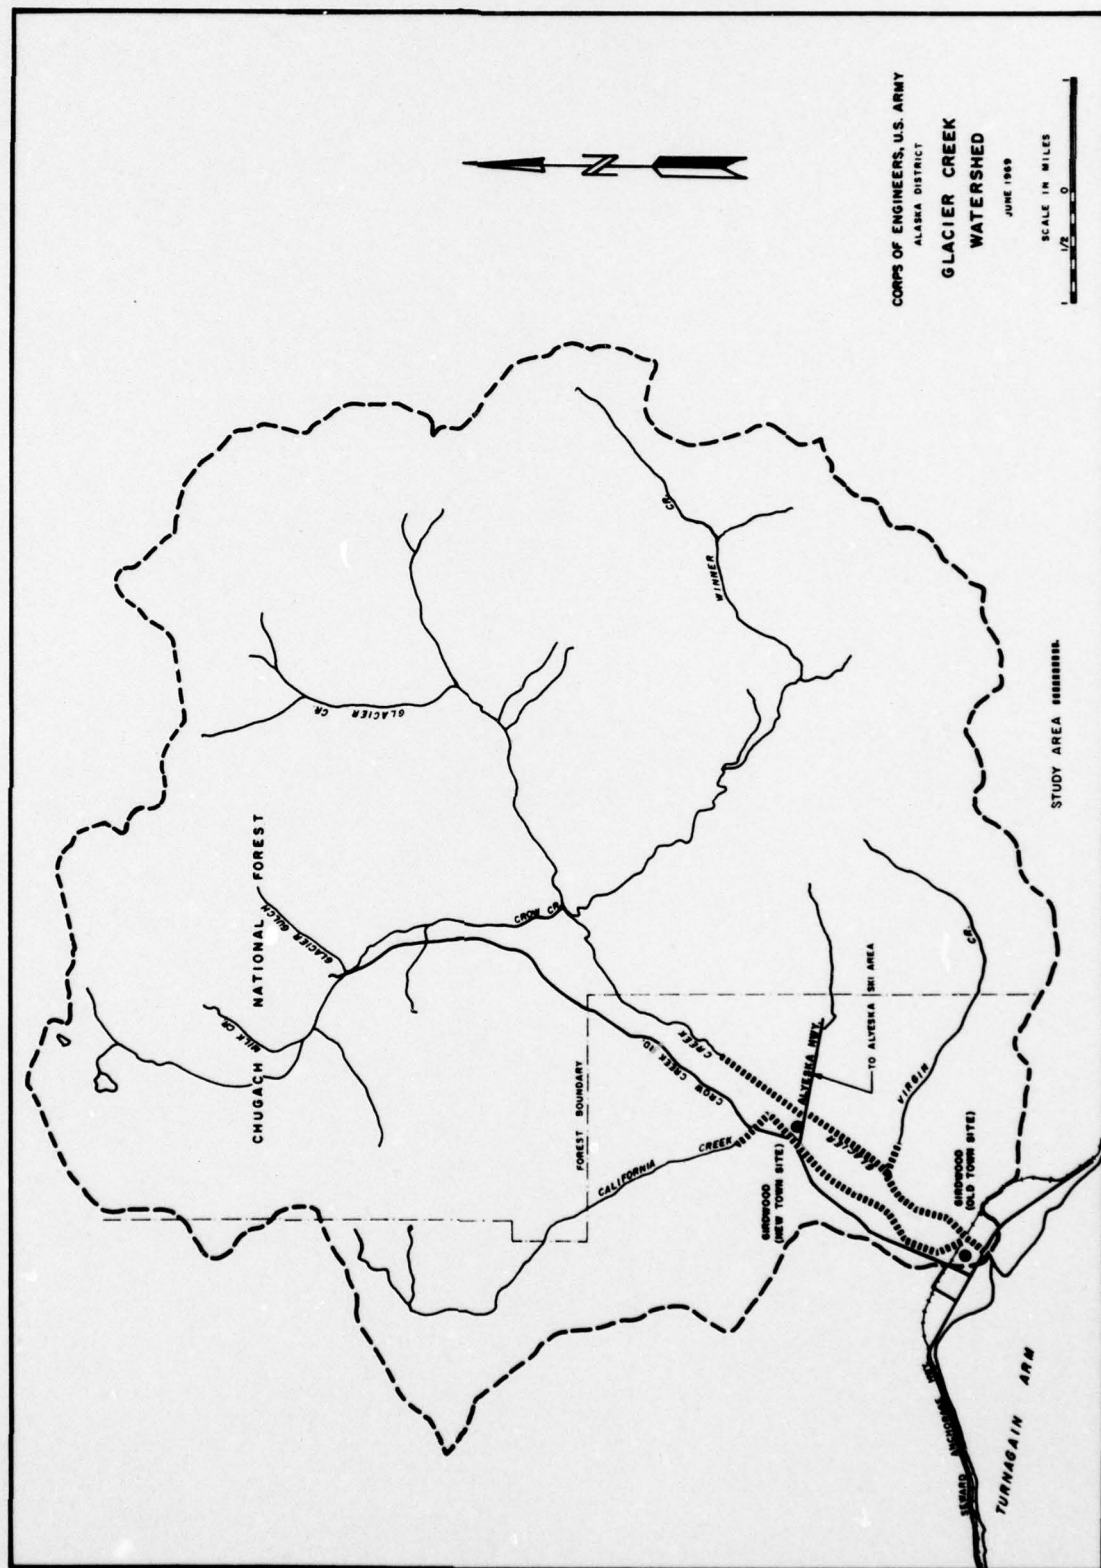 CHUGACH NATIONAL FOREST
MILK CR
GLACIER GULCH
GLACIER
CR
CROW CR
WINNER
CR.
FOREST BOUNDARY
CALIFORNIA
CREEK
CROW CREEK RD.
CREEK
GIRDWOOD
(NEW TOWN SITE)
ALYESKA HWY.
TO ALYESKA SKI AREA
VIRGIN
CR.
GIRDWOOD
(OLD TOWN SITE)
SEWARD ANCHORAGE HWY.
TURNAGAIN ARM
STUDY AREA
N
CORPS OF ENGINEERS, U.S. ARMY
ALASKA DISTRICT
GLACIER CREEK
WATERSHED
JUNE 1969
SCALE IN MILES
1 1/2 0 1